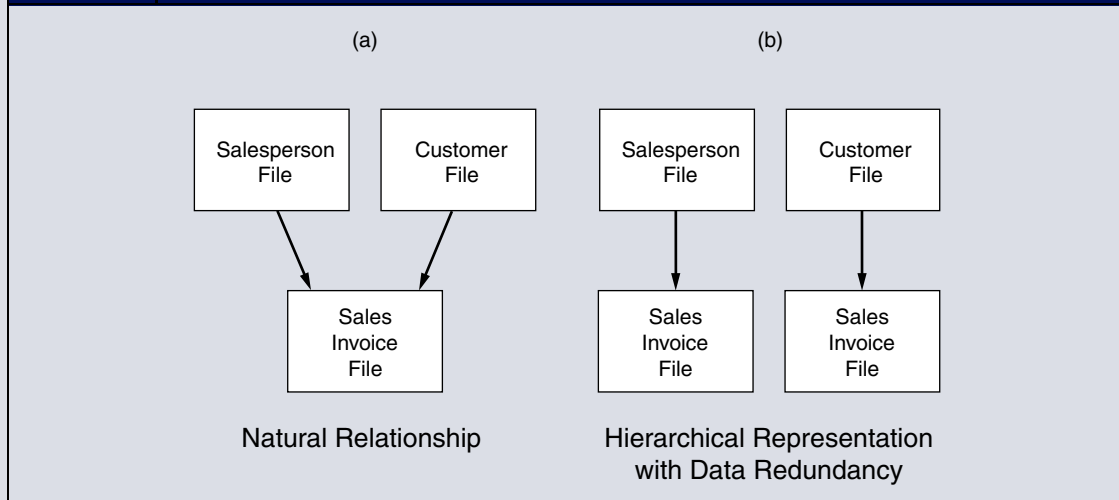 (a)
Salesperson
File
Customer
File
Sales
Invoice
File
Natural Relationship
(b)
Salesperson
File
Customer
File
Sales
Invoice
File
Sales
Invoice
File
Hierarchical Representation
with Data Redundancy